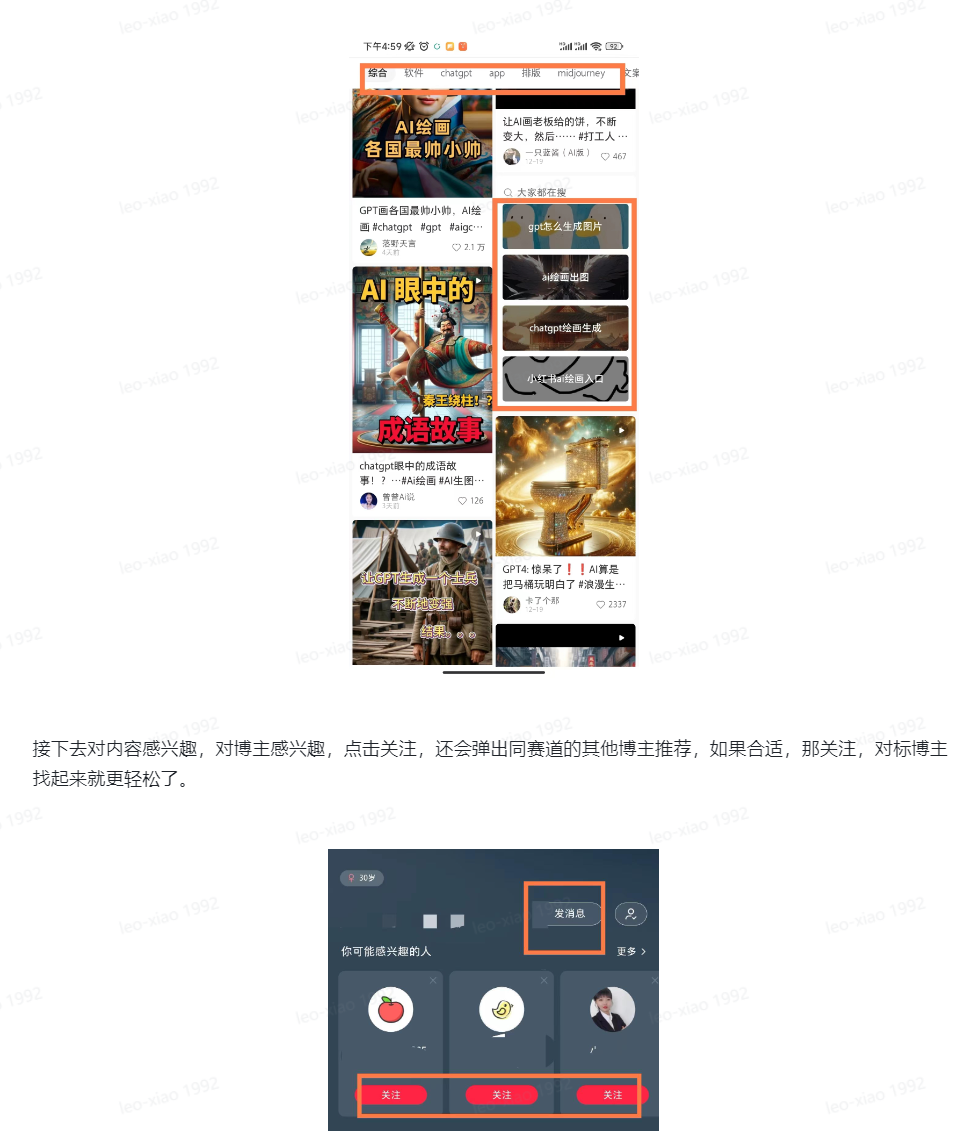 leo-xiao 1992
下午4:59
92
综合 软件 chatgpt app 排版 midjourney 文案
AI绘画
各国最帅小帅
GPT画各国最帅小帅，AI绘
画 #chatgpt #gpt #aigc…
落野天言
4天前
2.1 万
AI 眼中的
秦王绕柱！?
成语故事
chatgpt眼中的成语故
事！？…#Ai绘画 #AI生图…
曾曾Ai说
3天前
126
让GPT生成一个士兵
不断地变强
结果。。。
让AI画老板给的饼，不断
变大，然后…… #打工人 …
一只蓝酱（AI版）
12-19
467
大家都在搜
gpt怎么生成图片
ai绘画出图
chatgpt绘画生成
小红书ai绘画入口
GPT4: 惊呆了❗❗AI算是
把马桶玩明白了 #浪漫生…
卡了个那
12-19
2337
接下去对内容感兴趣，对博主感兴趣，点击关注，还会弹出同赛道的其他博主推荐，如果合适，那关注，对标博主
找起来就更轻松了。
30岁
发消息
你可能感兴趣的人
更多
关注 关注 关注